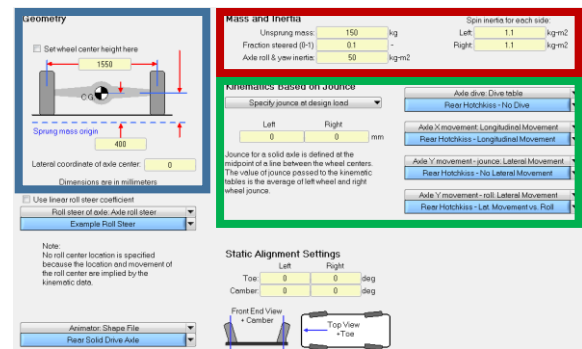 Geometry
Set wheel center height here
1550
CG
Sprung mass origin
400
Lateral coordinate of axle center: 0
Dimensions are in millimeters
Use linear roll steer coefficient
Roll steer of axle: Axle roll steer
Example Roll Steer
Note:
No roll center location is specified
because the location and movement of
the roll center are implied by the
kinematic data.
Animator: Shape File
Rear Solid Drive Axle
Mass and Inertia
Spin inertia for each side:
Unsprung mass: 150 kg
Left: 1.1 kg-m2
Fraction steered (0-1) 0.1 -
Right: 1.1 kg-m2
Axle roll & yaw inertia: 50 kg-m2
Kinematics Based on Jounce
Specify jounce at design load
Left Right
0 0 mm
Jounce for a solid axle is defined at the
midpoint of a line between the wheel centers.
The value of jounce passed to the kinematic
tables is the average of left wheel and right
wheel jounce.
Axle dive: Dive table
Rear Hotchkiss - No Dive
Axle X movement: Longitudinal Movement
Rear Hotchkiss - Longitudinal Movement
Axle Y movement - jounce: Lateral Movement
Rear Hotchkiss - No Lateral Movement
Axle Y movement - roll: Lateral Movement
Rear Hotchkiss - Lat. Movement vs. Roll
Static Alignment Settings
Left Right
Toe: 0 0 deg
Camber: 0 0 deg
Front End View
+ Camber
Top View
+Toe